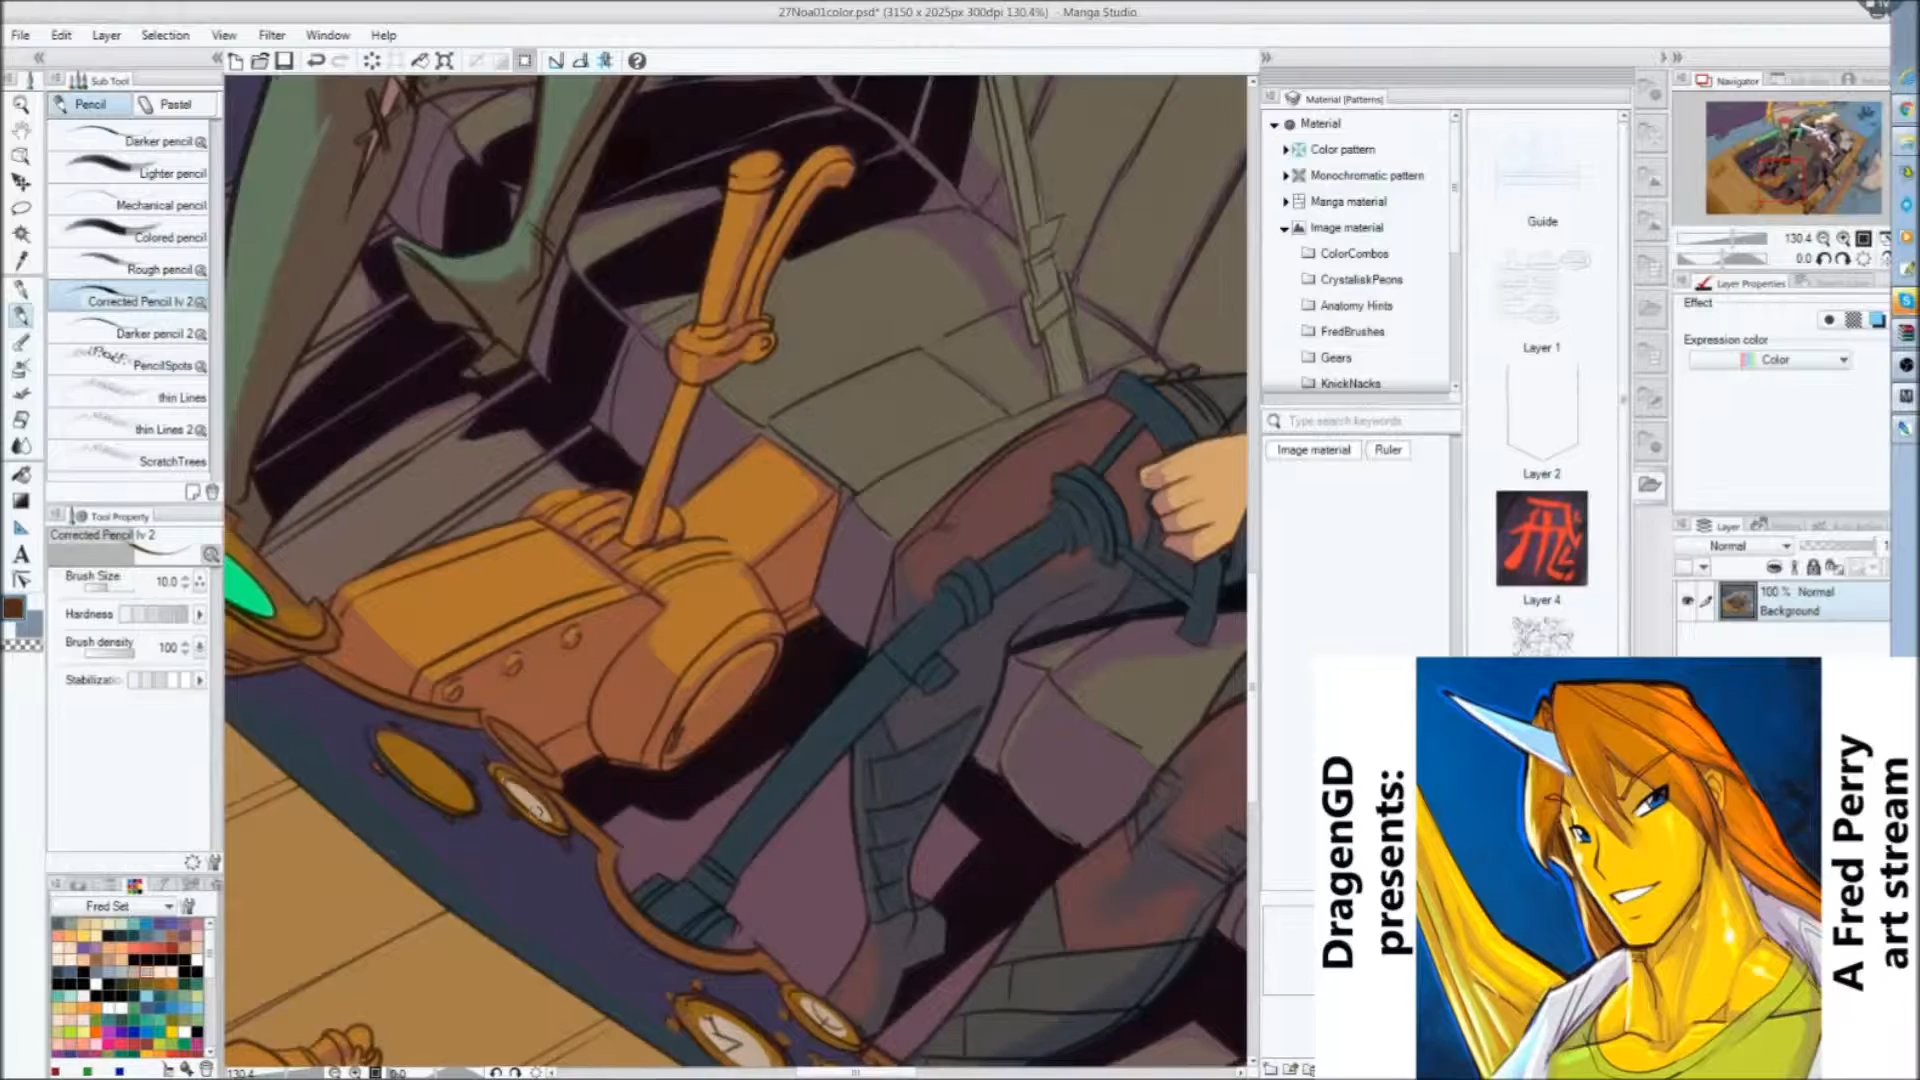 27Noa01color.psd* (3150 x 2025px 300dpi 130.4%) - Manga Studio
File Edit Layer Selection View Filter Window Help
Sub Tool
Pencil Pastel
Darker pencil
Lighter pencil
Mechanical pencil
Colored pencil
Rough pencil
Corrected Pencil lv 2
Darker pencil 2
PencilSpots
thin Lines
thin Lines 2
ScratchTrees
Tool Property
Corrected Pencil lv 2
Brush Size 10.0
Hardness
Brush density 100
Stabilizatio
Fred Set
130.4 0.0
Material [Patterns]
Material
Color pattern
Monochromatic pattern
Manga material
Image material
ColorCombos
CrystaliskPeons
Anatomy Hints
FredBrushes
Gears
KnickNacks
Type search keywords
Image material Ruler
Guide
Layer 1
Layer 2
飛
Layer 4
Navigator
130.4
0.0
Layer Properties
Effect
Expression color
Color
Layer
Normal
100 % Normal
Background
DragenGD
presents:
A Fred Perry
art stream